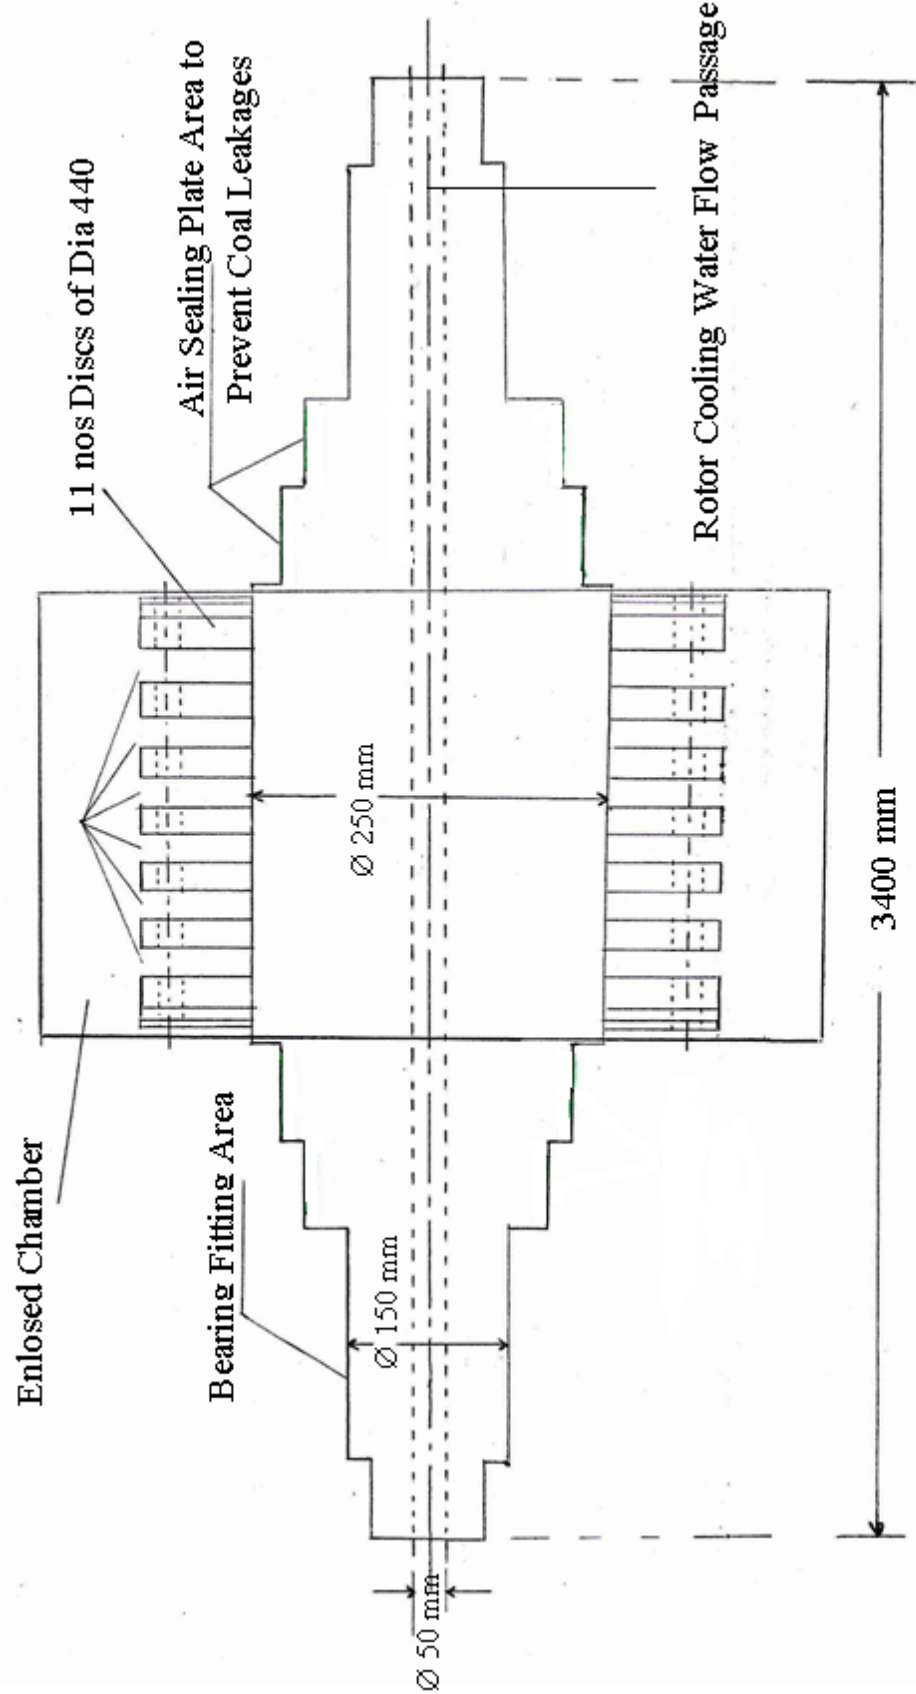 Enlosed Chamber
11 nos Discs of Dia 440
Air Sealing Plate Area to
Prevent Coal Leakages
Bearing Fitting Area
Ø 250 mm
Ø 150 mm
Ø 50 mm
Rotor Cooling Water Flow Passage
3400 mm